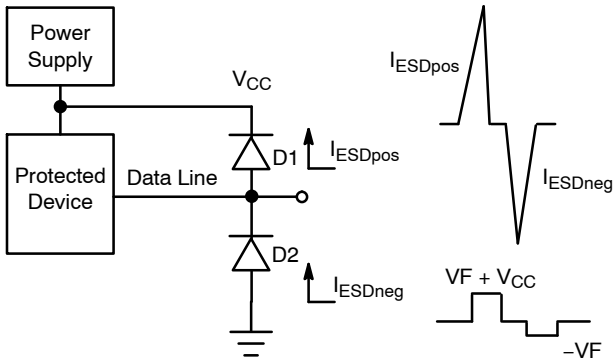 Power
Supply
V_CC
D1
I_ESDpos
Protected
Device
Data Line
D2
I_ESDneg
I_ESDpos
I_ESDneg
VF + V_CC
−VF